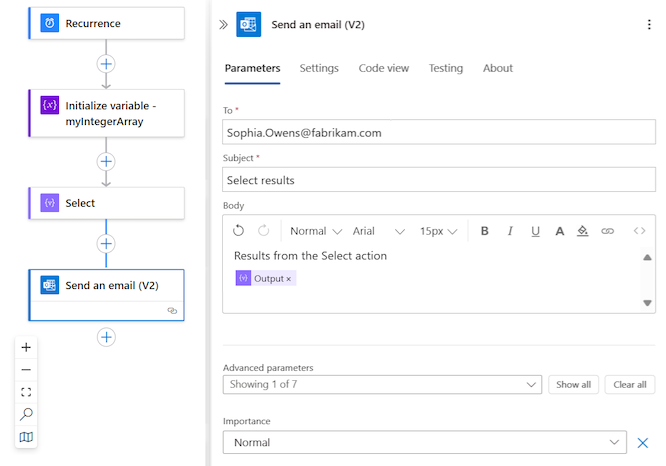 Recurrence
Initialize variable -
myIntegerArray
Select
Send an email (V2)
Send an email (V2)
Parameters Settings Code view Testing About
To *
Sophia.Owens@fabrikam.com
Subject *
Select results
Body
Normal Arial 15px B I U A
Results from the Select action
Output ×
Advanced parameters
Showing 1 of 7 Show all Clear all
Importance
Normal